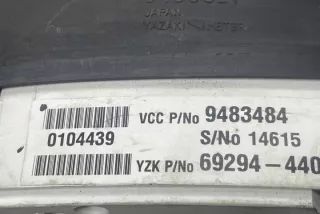 JAPAN
YAZAKI METER
VCC P/No 9483484
0104439 S/No 14615
YZK P/No 69294-440